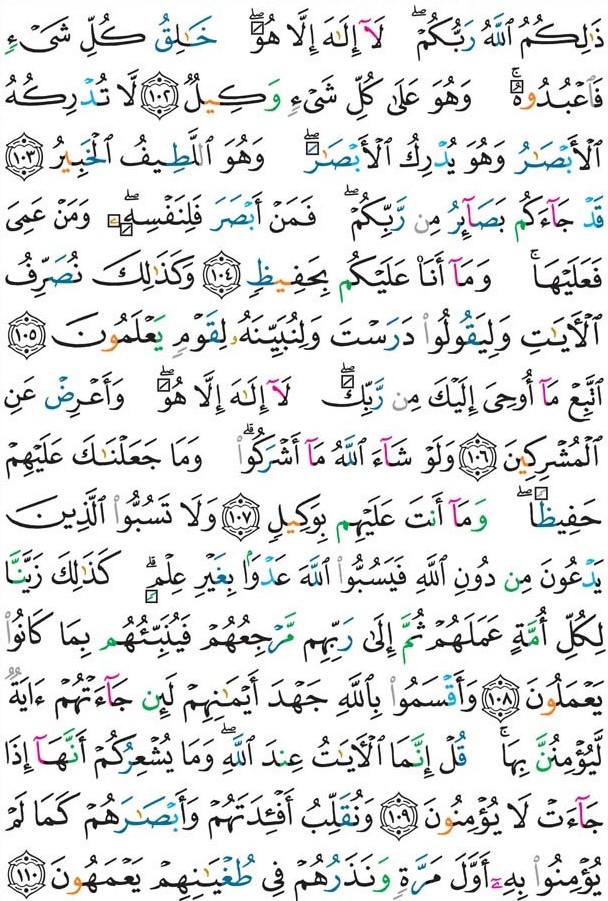 ذَٰلِكُمُ ٱللَّهُ رَبُّكُمْ ۖ لَآ إِلَٰهَ إِلَّا هُوَ ۖ خَٰلِقُ كُلِّ شَىْءٍ
فَٱعْبُدُوهُ ۚ وَهُوَ عَلَىٰ كُلِّ شَىْءٍ وَكِيلٌ ١٠٢ لَّا تُدْرِكُهُ
ٱلْأَبْصَٰرُ وَهُوَ يُدْرِكُ ٱلْأَبْصَٰرَ ۖ وَهُوَ ٱللَّطِيفُ ٱلْخَبِيرُ ١٠٣
قَدْ جَآءَكُم بَصَآئِرُ مِن رَّبِّكُمْ ۖ فَمَنْ أَبْصَرَ فَلِنَفْسِهِۦ ۖ وَمَنْ عَمِىَ
فَعَلَيْهَا ۚ وَمَآ أَنَا۠ عَلَيْكُم بِحَفِيظٍ ١٠٤ وَكَذَٰلِكَ نُصَرِّفُ
ٱلْآيَٰتِ وَلِيَقُولُوا۟ دَرَسْتَ وَلِنُبَيِّنَهُۥ لِقَوْمٍ يَعْلَمُونَ ١٠٥
ٱتَّبِعْ مَآ أُوحِىَ إِلَيْكَ مِن رَّبِّكَ ۖ لَآ إِلَٰهَ إِلَّا هُوَ ۖ وَأَعْرِضْ عَنِ
ٱلْمُشْرِكِينَ ١٠٦ وَلَوْ شَآءَ ٱللَّهُ مَآ أَشْرَكُوا۟ ۗ وَمَا جَعَلْنَٰكَ عَلَيْهِمْ
حَفِيظًا ۖ وَمَآ أَنتَ عَلَيْهِم بِوَكِيلٍ ١٠٧ وَلَا تَسُبُّوا۟ ٱلَّذِينَ
يَدْعُونَ مِن دُونِ ٱللَّهِ فَيَسُبُّوا۟ ٱللَّهَ عَدْوًۢا بِغَيْرِ عِلْمٍ ۗ كَذَٰلِكَ زَيَّنَّا
لِكُلِّ أُمَّةٍ عَمَلَهُمْ ثُمَّ إِلَىٰ رَبِّهِم مَّرْجِعُهُمْ فَيُنَبِّئُهُم بِمَا كَانُوا۟
يَعْمَلُونَ ١٠٨ وَأَقْسَمُوا۟ بِٱللَّهِ جَهْدَ أَيْمَٰنِهِمْ لَئِن جَآءَتْهُمْ ءَايَةٌ
لَّيُؤْمِنُنَّ بِهَا ۚ قُلْ إِنَّمَا ٱلْآيَٰتُ عِندَ ٱللَّهِ ۖ وَمَا يُشْعِرُكُمْ أَنَّهَآ إِذَا
جَآءَتْ لَا يُؤْمِنُونَ ١٠٩ وَنُقَلِّبُ أَفْـِٔدَتَهُمْ وَأَبْصَٰرَهُمْ كَمَا لَمْ
يُؤْمِنُوا۟ بِهِۦٓ أَوَّلَ مَرَّةٍ وَنَذَرُهُمْ فِى طُغْيَٰنِهِمْ يَعْمَهُونَ ١١٠